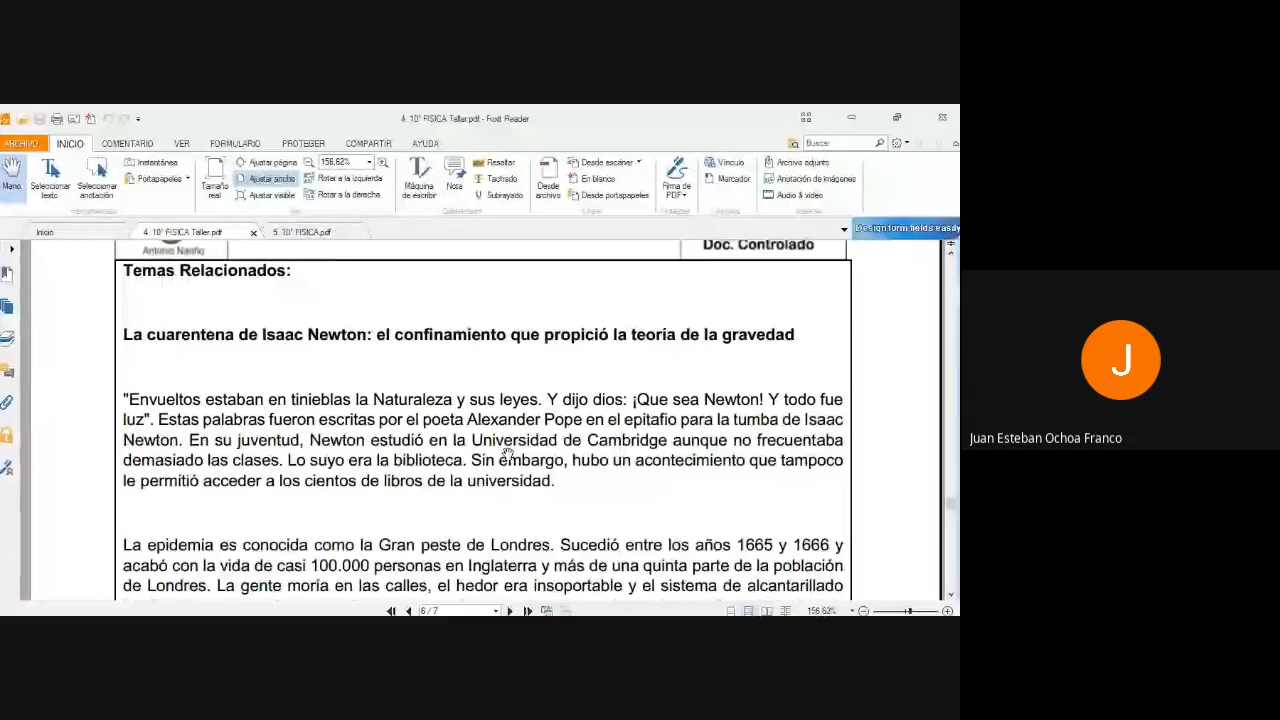 4. 10° FISICA Taller.pdf - Foxit Reader
ARCHIVO INICIO COMENTARIO VER FORMULARIO PROTEGER COMPARTIR AYUDA Buscar
Mano
Seleccionar texto
Seleccionar anotación
Instantánea
Portapapeles
Tamaño real
Ajustar página
Ajustar ancho
Ajustar visible
156,62%
Rotar a la izquierda
Rotar a la derecha
Máquina de escribir
Nota
Resaltar
Tachado
Subrayado
Desde archivo
Desde escáner
En blanco
Desde portapapeles
Firma de PDF
Vínculo
Marcador
Archivo adjunto
Anotación de imágenes
Audio & video
Inicio 4. 10° FISICA Taller.pdf 5. 10° FISICA.pdf Design form fields easily
Antonio Nariño Doc. Controlado
Temas Relacionados:
La cuarentena de Isaac Newton: el confinamiento que propició la teoría de la gravedad
"Envueltos estaban en tinieblas la Naturaleza y sus leyes. Y dijo dios: ¡Que sea Newton! Y todo fue
luz". Estas palabras fueron escritas por el poeta Alexander Pope en el epitafio para la tumba de Isaac
Newton. En su juventud, Newton estudió en la Universidad de Cambridge aunque no frecuentaba
demasiado las clases. Lo suyo era la biblioteca. Sin embargo, hubo un acontecimiento que tampoco
le permitió acceder a los cientos de libros de la universidad.
La epidemia es conocida como la Gran peste de Londres. Sucedió entre los años 1665 y 1666 y
acabó con la vida de casi 100.000 personas en Inglaterra y más de una quinta parte de la población
de Londres. La gente moría en las calles, el hedor era insoportable y el sistema de alcantarillado
6 / 7 156,62%
J
Juan Esteban Ochoa Franco